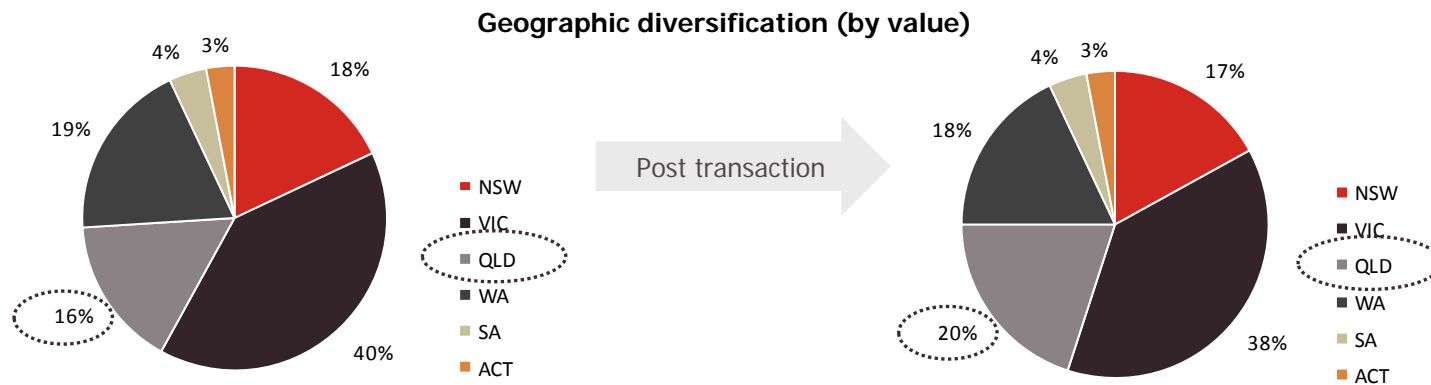 Geographic diversification (by value)
4%
3%
18%
19%
16%
40%
NSW
VIC
QLD
WA
SA
ACT
Post transaction
4%
3%
17%
18%
20%
38%
NSW
VIC
QLD
WA
SA
ACT